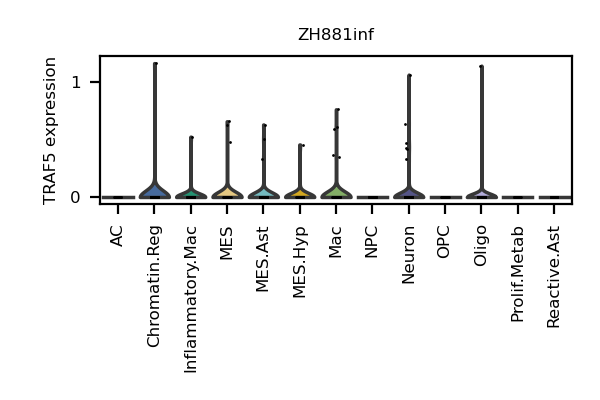 ZH881inf
TRAF5 expression
1
0
AC
Chromatin.Reg
Inflammatory.Mac
MES
MES.Ast
MES.Hyp
Mac
NPC
Neuron
OPC
Oligo
Prolif.Metab
Reactive.Ast